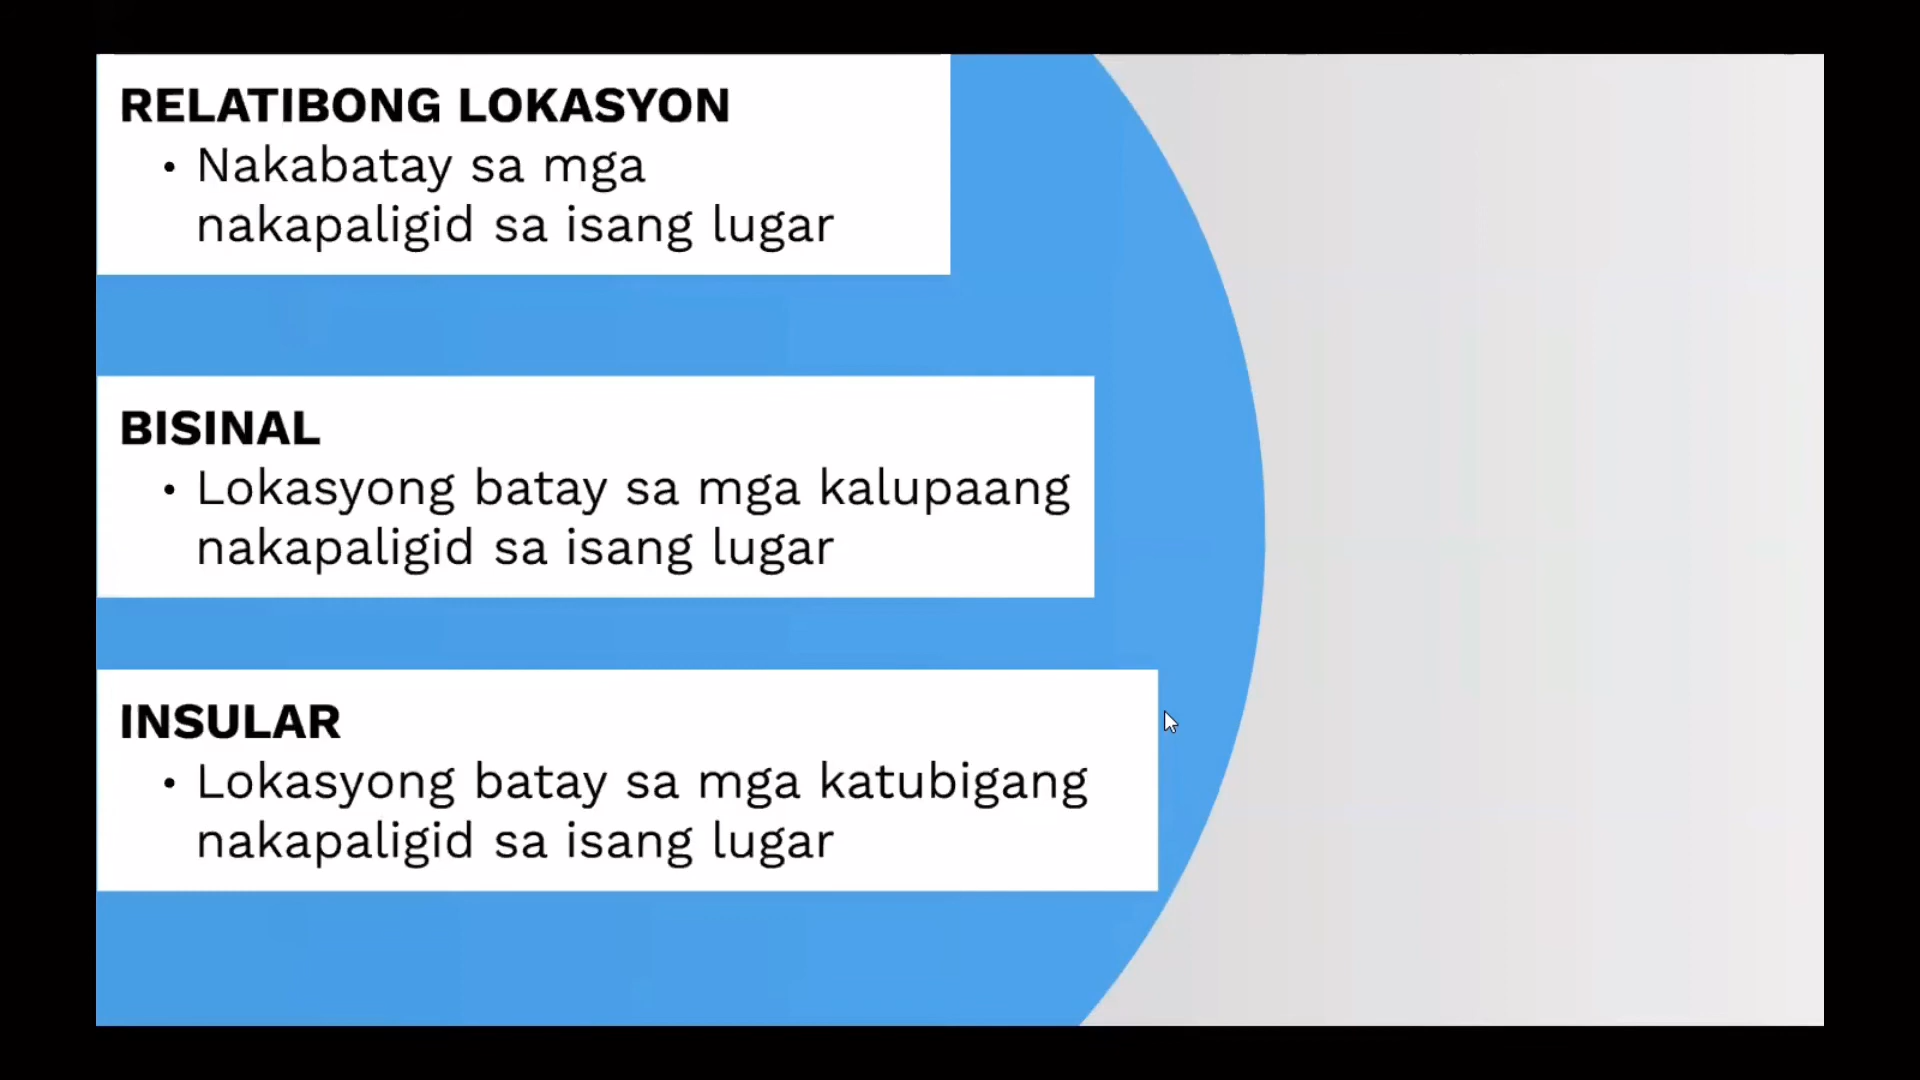 RELATIBONG LOKASYON
• Nakabatay sa mga
nakapaligid sa isang lugar
BISINAL
• Lokasyong batay sa mga kalupaang
nakapaligid sa isang lugar
INSULAR
• Lokasyong batay sa mga katubigang
nakapaligid sa isang lugar